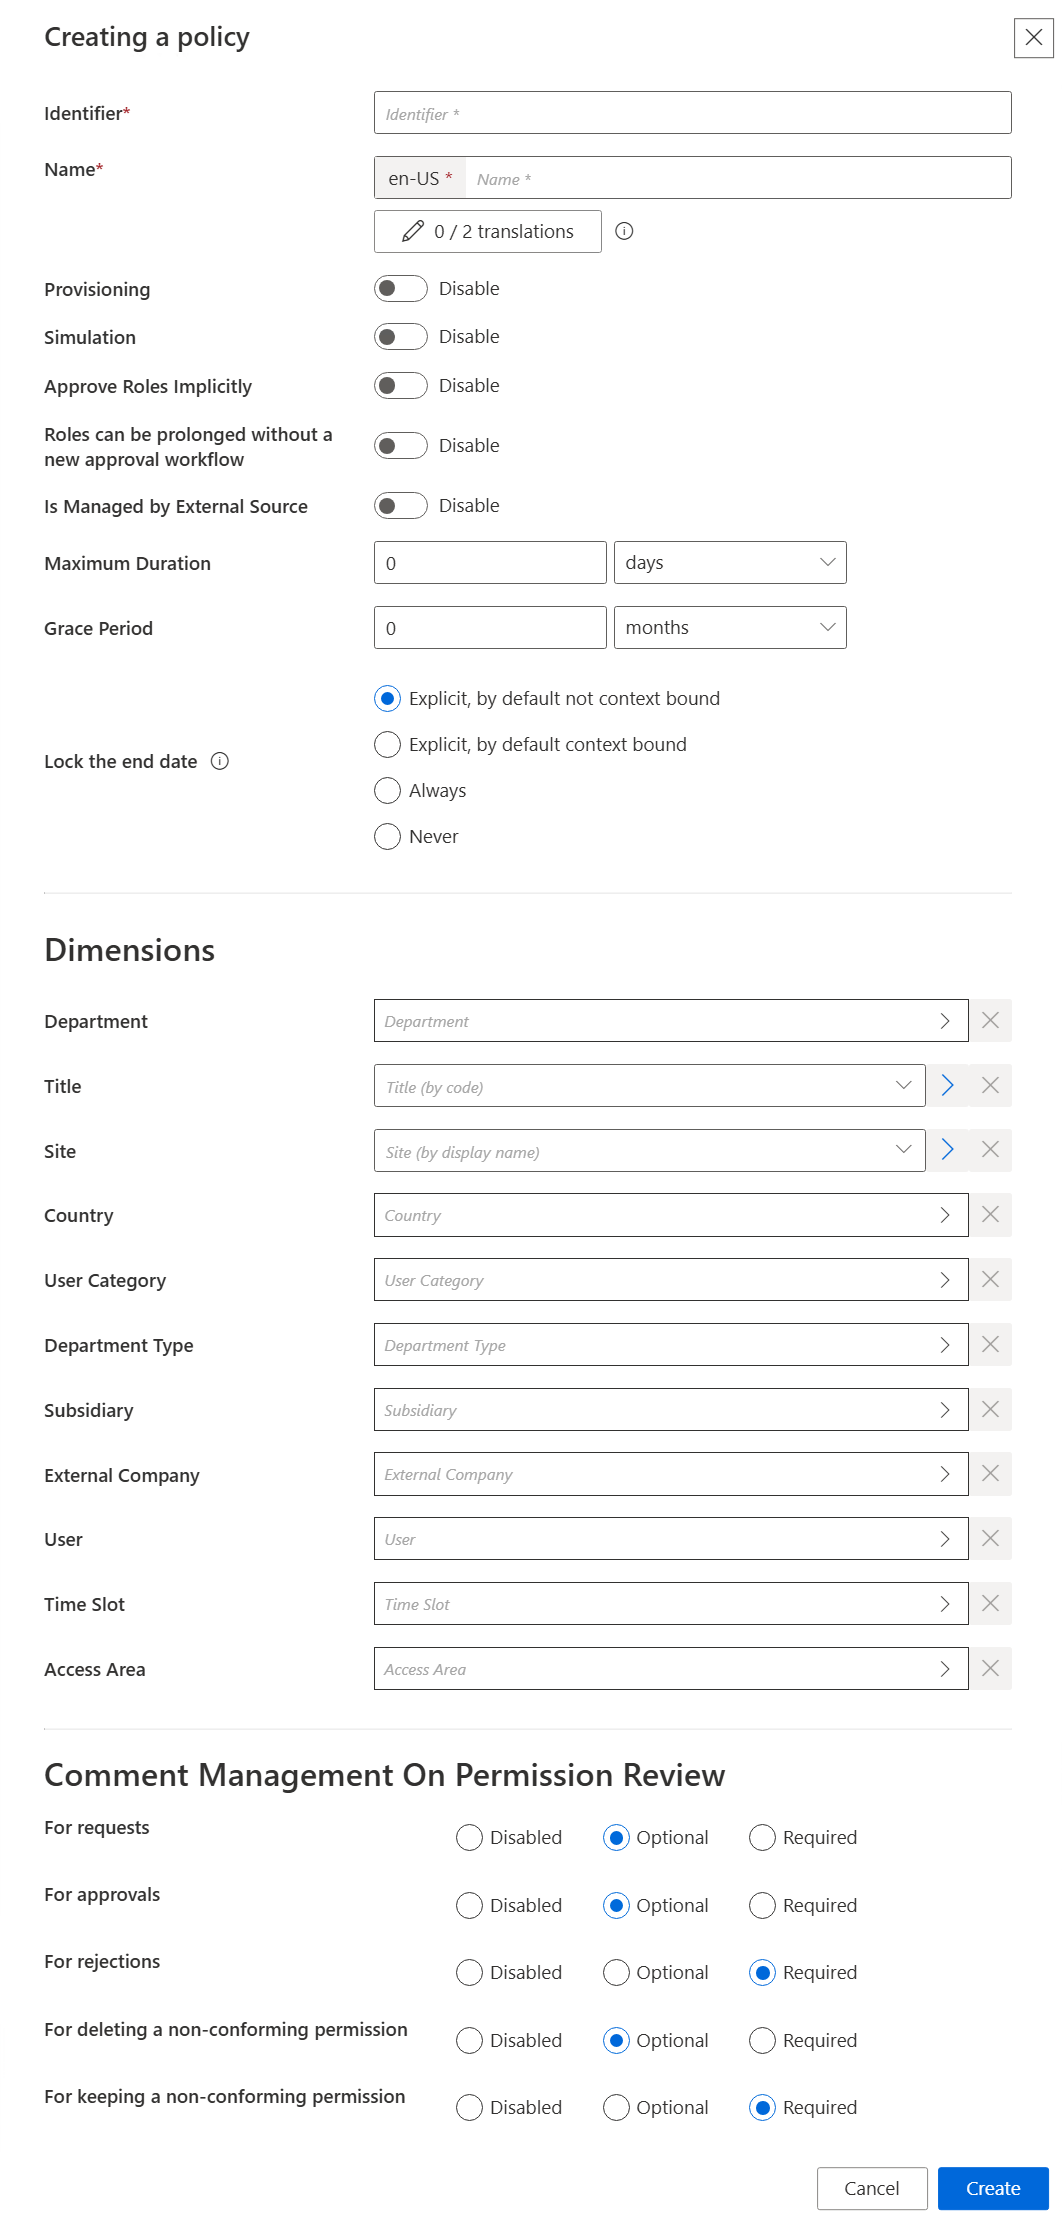 Creating a policy
Identifier*
Identifier *
Name*
en-US * Name *
0 / 2 translations
Provisioning Disable
Simulation Disable
Approve Roles Implicitly Disable
Roles can be prolonged without a
new approval workflow
Disable
Is Managed by External Source Disable
Maximum Duration 0 days
Grace Period 0 months
Lock the end date
Explicit, by default not context bound
Explicit, by default context bound
Always
Never
Dimensions
Department Department
Title Title (by code)
Site Site (by display name)
Country Country
User Category User Category
Department Type Department Type
Subsidiary Subsidiary
External Company External Company
User User
Time Slot Time Slot
Access Area Access Area
Comment Management On Permission Review
For requests Disabled Optional Required
For approvals Disabled Optional Required
For rejections Disabled Optional Required
For deleting a non-conforming permission Disabled Optional Required
For keeping a non-conforming permission Disabled Optional Required
Cancel Create